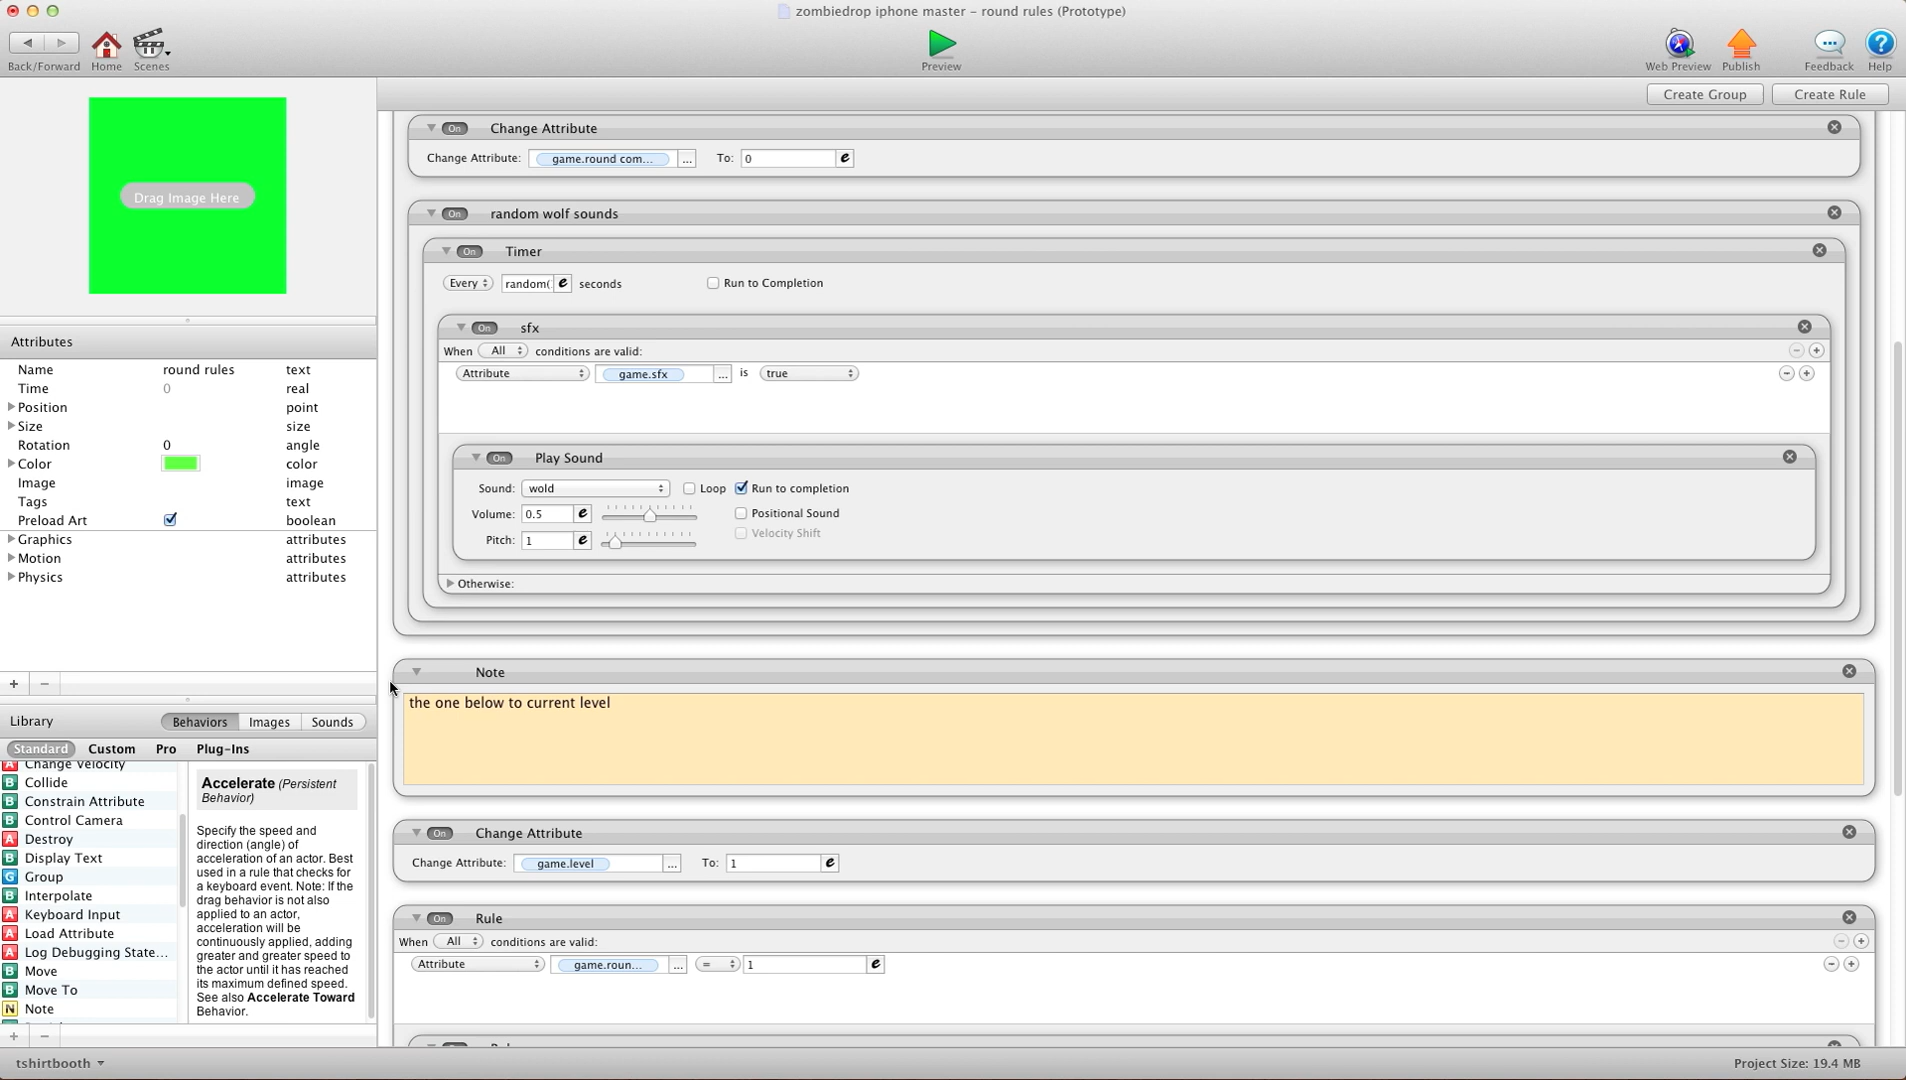 zombiedrop iphone master – round rules (Prototype)
Back/Forward
Home
Scenes
Preview
Web Preview
Publish
Feedback
Help
Create Group
Create Rule
Drag Image Here
Attributes
Name round rules text
Time 0 real
Position point
Size size
Rotation 0 angle
Color color
Image image
Tags text
Preload Art boolean
Graphics attributes
Motion attributes
Physics attributes
+ −
Library Behaviors Images Sounds
Standard Custom Pro Plug-Ins
Change Velocity
Collide
Constrain Attribute
Control Camera
Destroy
Display Text
Group
Interpolate
Keyboard Input
Load Attribute
Log Debugging State...
Move
Move To
Note
Accelerate (Persistent
Behavior)
Specify the speed and
direction (angle) of
acceleration of an actor. Best
used in a rule that checks for
a keyboard event. Note: If the
drag behavior is not also
applied to an actor,
acceleration will be
continuously applied, adding
greater and greater speed to
the actor until it has reached
its maximum defined speed.
See also Accelerate Toward
Behavior.
tshirtbooth
On Change Attribute
Change Attribute: game.round com... ... To: 0 e
On random wolf sounds
On Timer
Every random( e seconds Run to Completion
On sfx
When All conditions are valid:
Attribute game.sfx ... is true
On Play Sound
Sound: wold Loop Run to completion
Volume: 0.5 e Positional Sound
Velocity Shift
Pitch: 1 e
Otherwise:
Note
the one below to current level
On Change Attribute
Change Attribute: game.level ... To: 1 e
On Rule
When All conditions are valid:
Attribute game.roun... ... = 1 e
Project Size: 19.4 MB